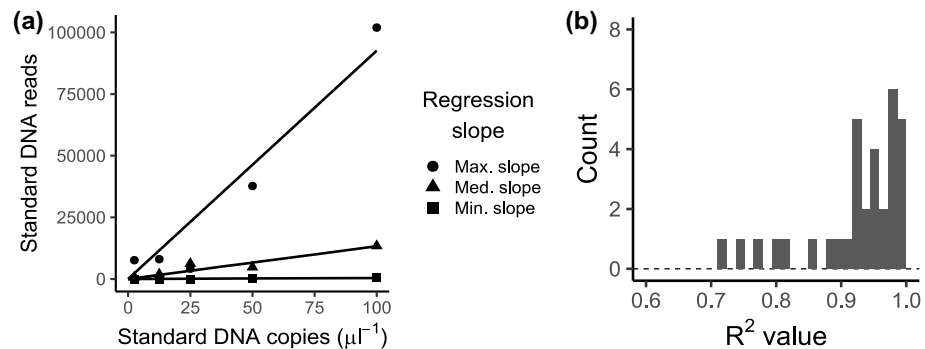 (a)
100000
75000
50000
25000
0
0
25
50
75
100
Standard DNA reads
Standard DNA copies (μl⁻¹)
Regression
slope
Max. slope
Med. slope
Min. slope
(b)
8
6
4
2
0
0.6
0.7
0.8
0.9
1.0
Count
R² value